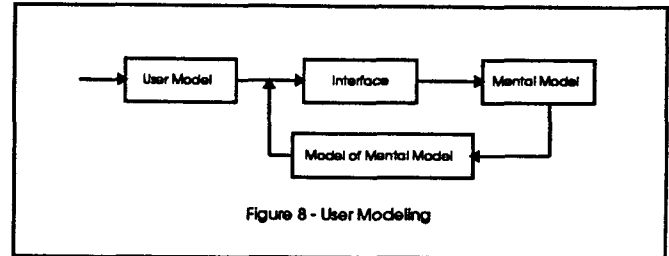 User Model
Interface
Mental Model
Model of Mental Model
Figure 8 - User Modeling